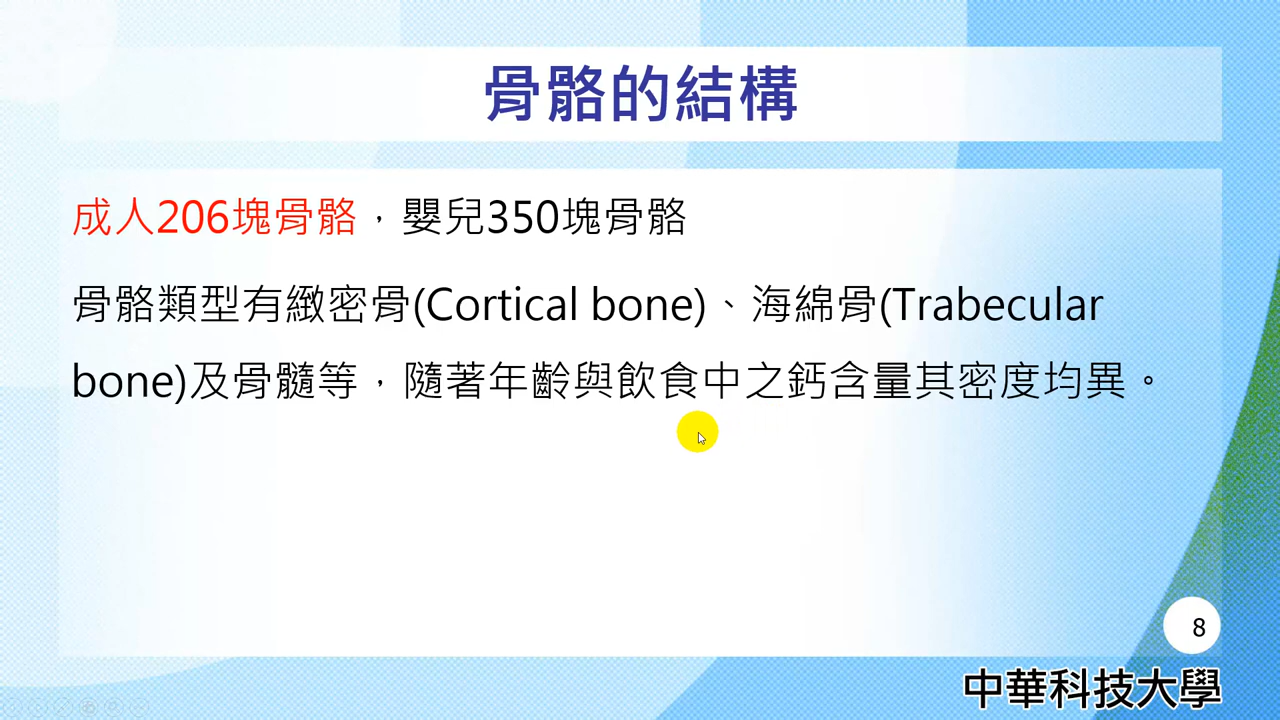 骨骼的結構
成人206塊骨骼，嬰兒350塊骨骼
骨骼類型有緻密骨(Cortical bone)、海綿骨(Trabecular
bone)及骨髓等，隨著年齡與飲食中之鈣含量其密度均異。
8
中華科技大學